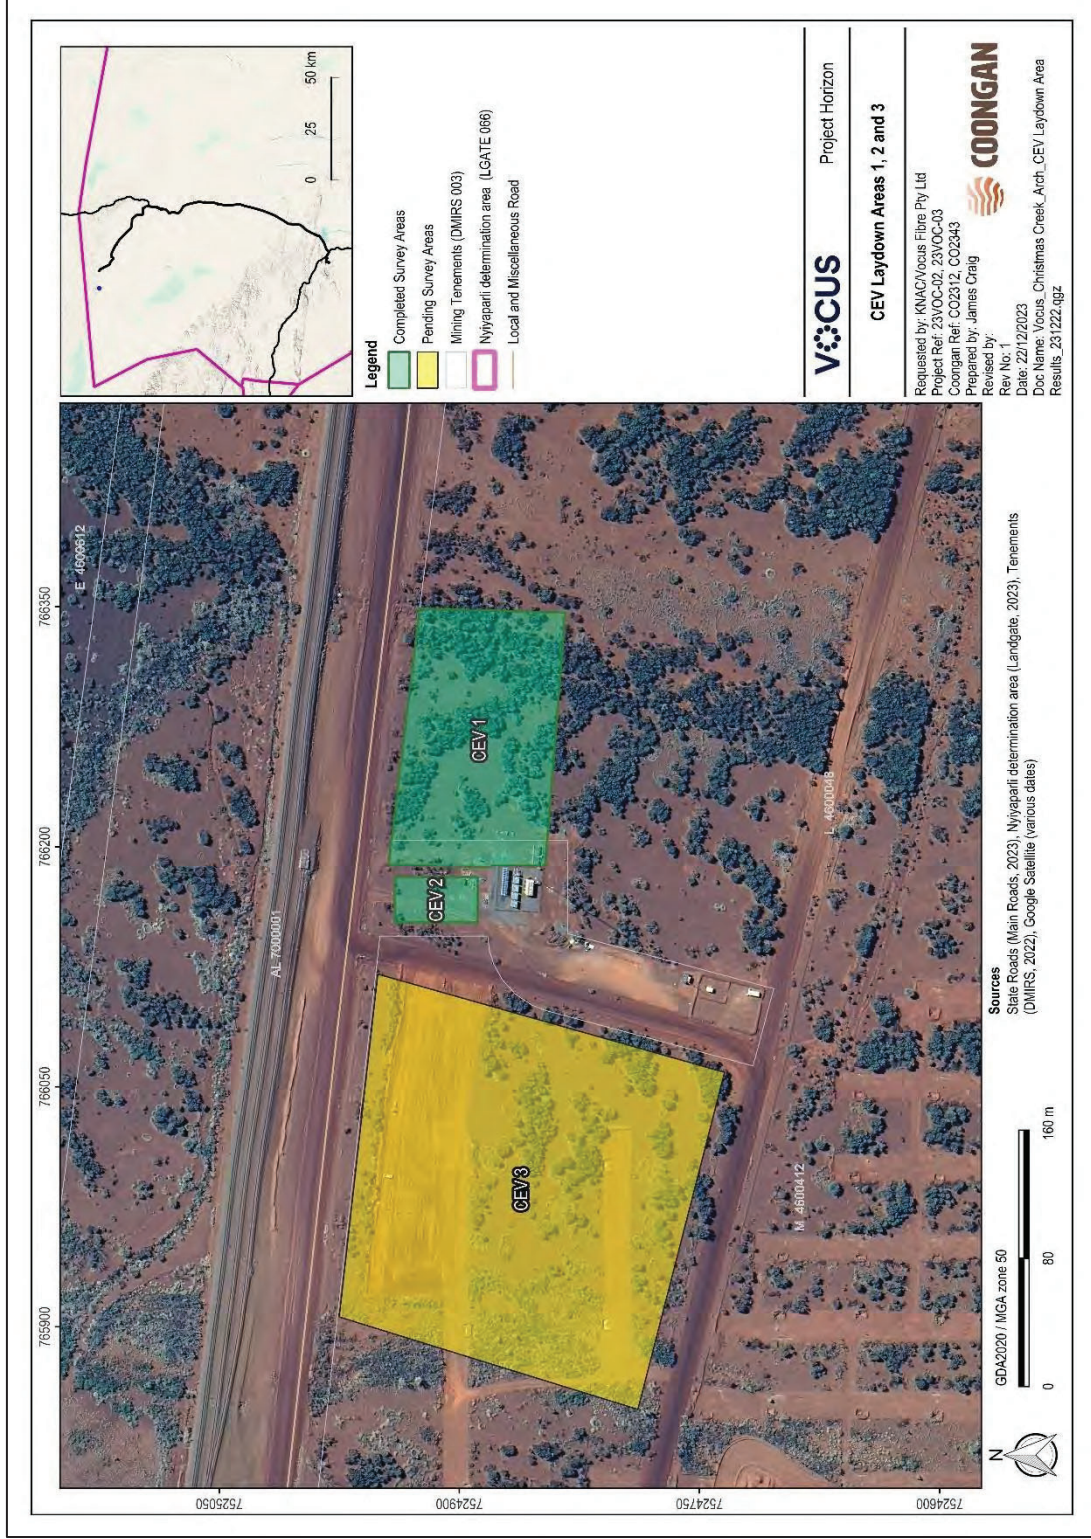 765900
766050
766200
766350
7525050
7524900
7524750
7524600
E 4600612
AL 7000001
CEV 1
CEV 2
CEV 3
L 4600048
M 4600412
0 25 50 km
Legend
Completed Survey Areas
Pending Survey Areas
Mining Tenements (DMIRS 003)
Nyiyaparli determination area (LGATE 066)
Local and Miscellaneous Road
VOCUS
Project Horizon
CEV Laydown Areas 1, 2 and 3
Requested by: KNAC/Vocus Fibre Pty Ltd
Project Ref: 23VOC-02, 23VOC-03
Coongan Ref: CO2312, CO2343
Prepared by: James Craig
Revised by:
Rev No: 1
Date: 22/12/2023
Doc Name: Vocus_Christmas Creek_Arch_CEV Laydown Area
Results_231222.qgz
COONGAN
N
GDA2020 / MGA zone 50
0 80 160 m
Sources
State Roads (Main Roads, 2023), Nyiyaparli determination area (Landgate, 2023), Tenements
(DMIRS, 2022), Google Satellite (various dates)